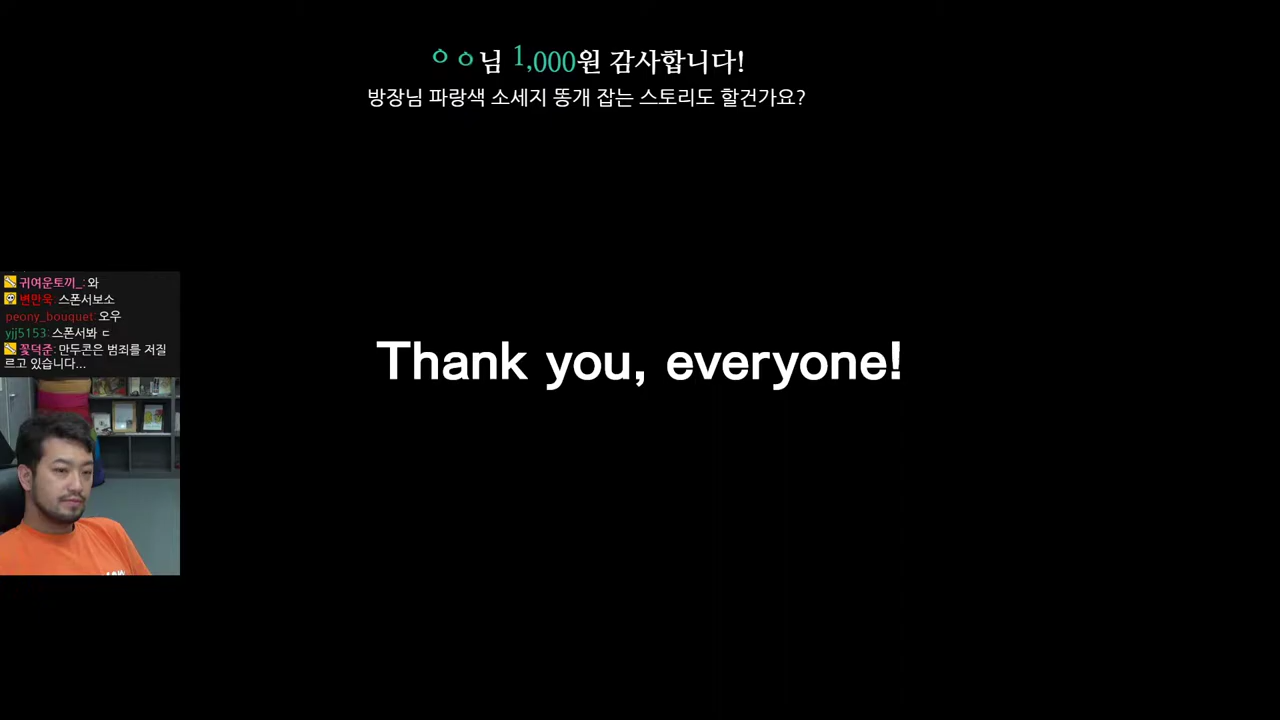 ㅇㅇ님 1,000원 감사합니다!
방장님 파랑색 소세지 똥개 잡는 스토리도 할건가요?
귀여운토끼_: 와
변만욱: 스폰서보소
peony_bouquet: 오우
yjj5153: 스폰서봐 ㄷ
꽃덕준: 만두콘은 범죄를 저질
르고 있습니다...
Thank you, everyone!